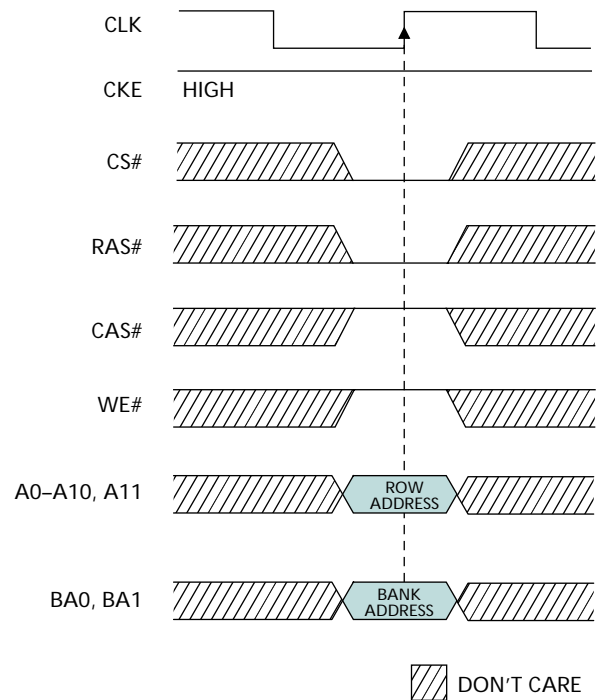 CLK
CKE HIGH
CS#
RAS#
CAS#
WE#
A0–A10, A11 ROW
ADDRESS
BA0, BA1 BANK
ADDRESS
DON'T CARE